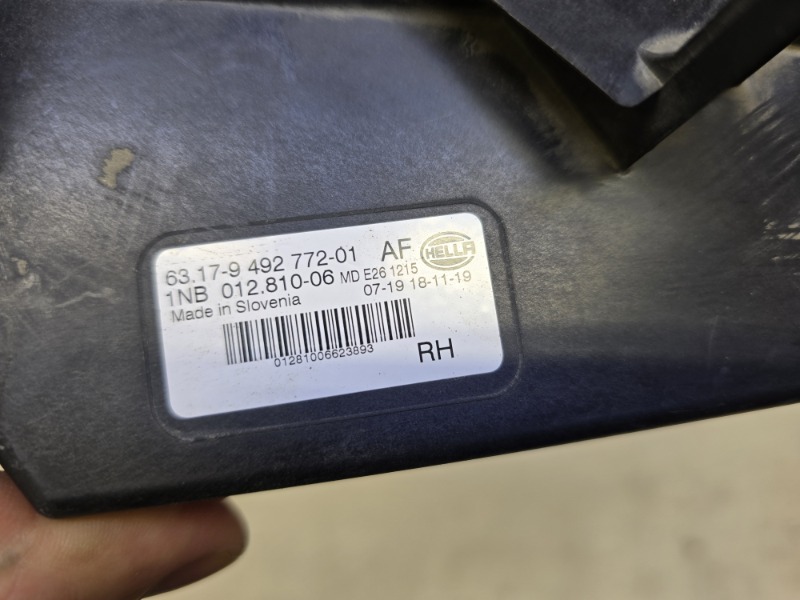 63.17-9 492 772-01 AF HELLA
1NB 012.810-06 MD E26 1215
Made in Slovenia 07-19 18-11-19
01281006623893
RH